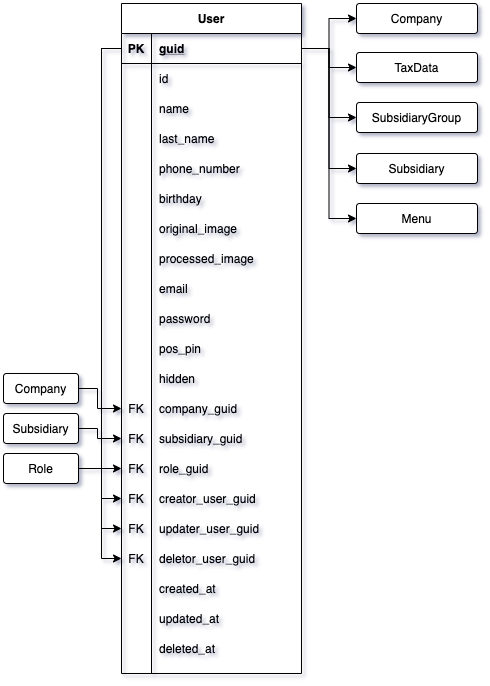 User
PK guid
id
name
last_name
phone_number
birthday
original_image
processed_image
email
password
pos_pin
hidden
FK company_guid
FK subsidiary_guid
FK role_guid
FK creator_user_guid
FK updater_user_guid
FK deletor_user_guid
created_at
updated_at
deleted_at
Company
Subsidiary
Role
Company
TaxData
SubsidiaryGroup
Subsidiary
Menu